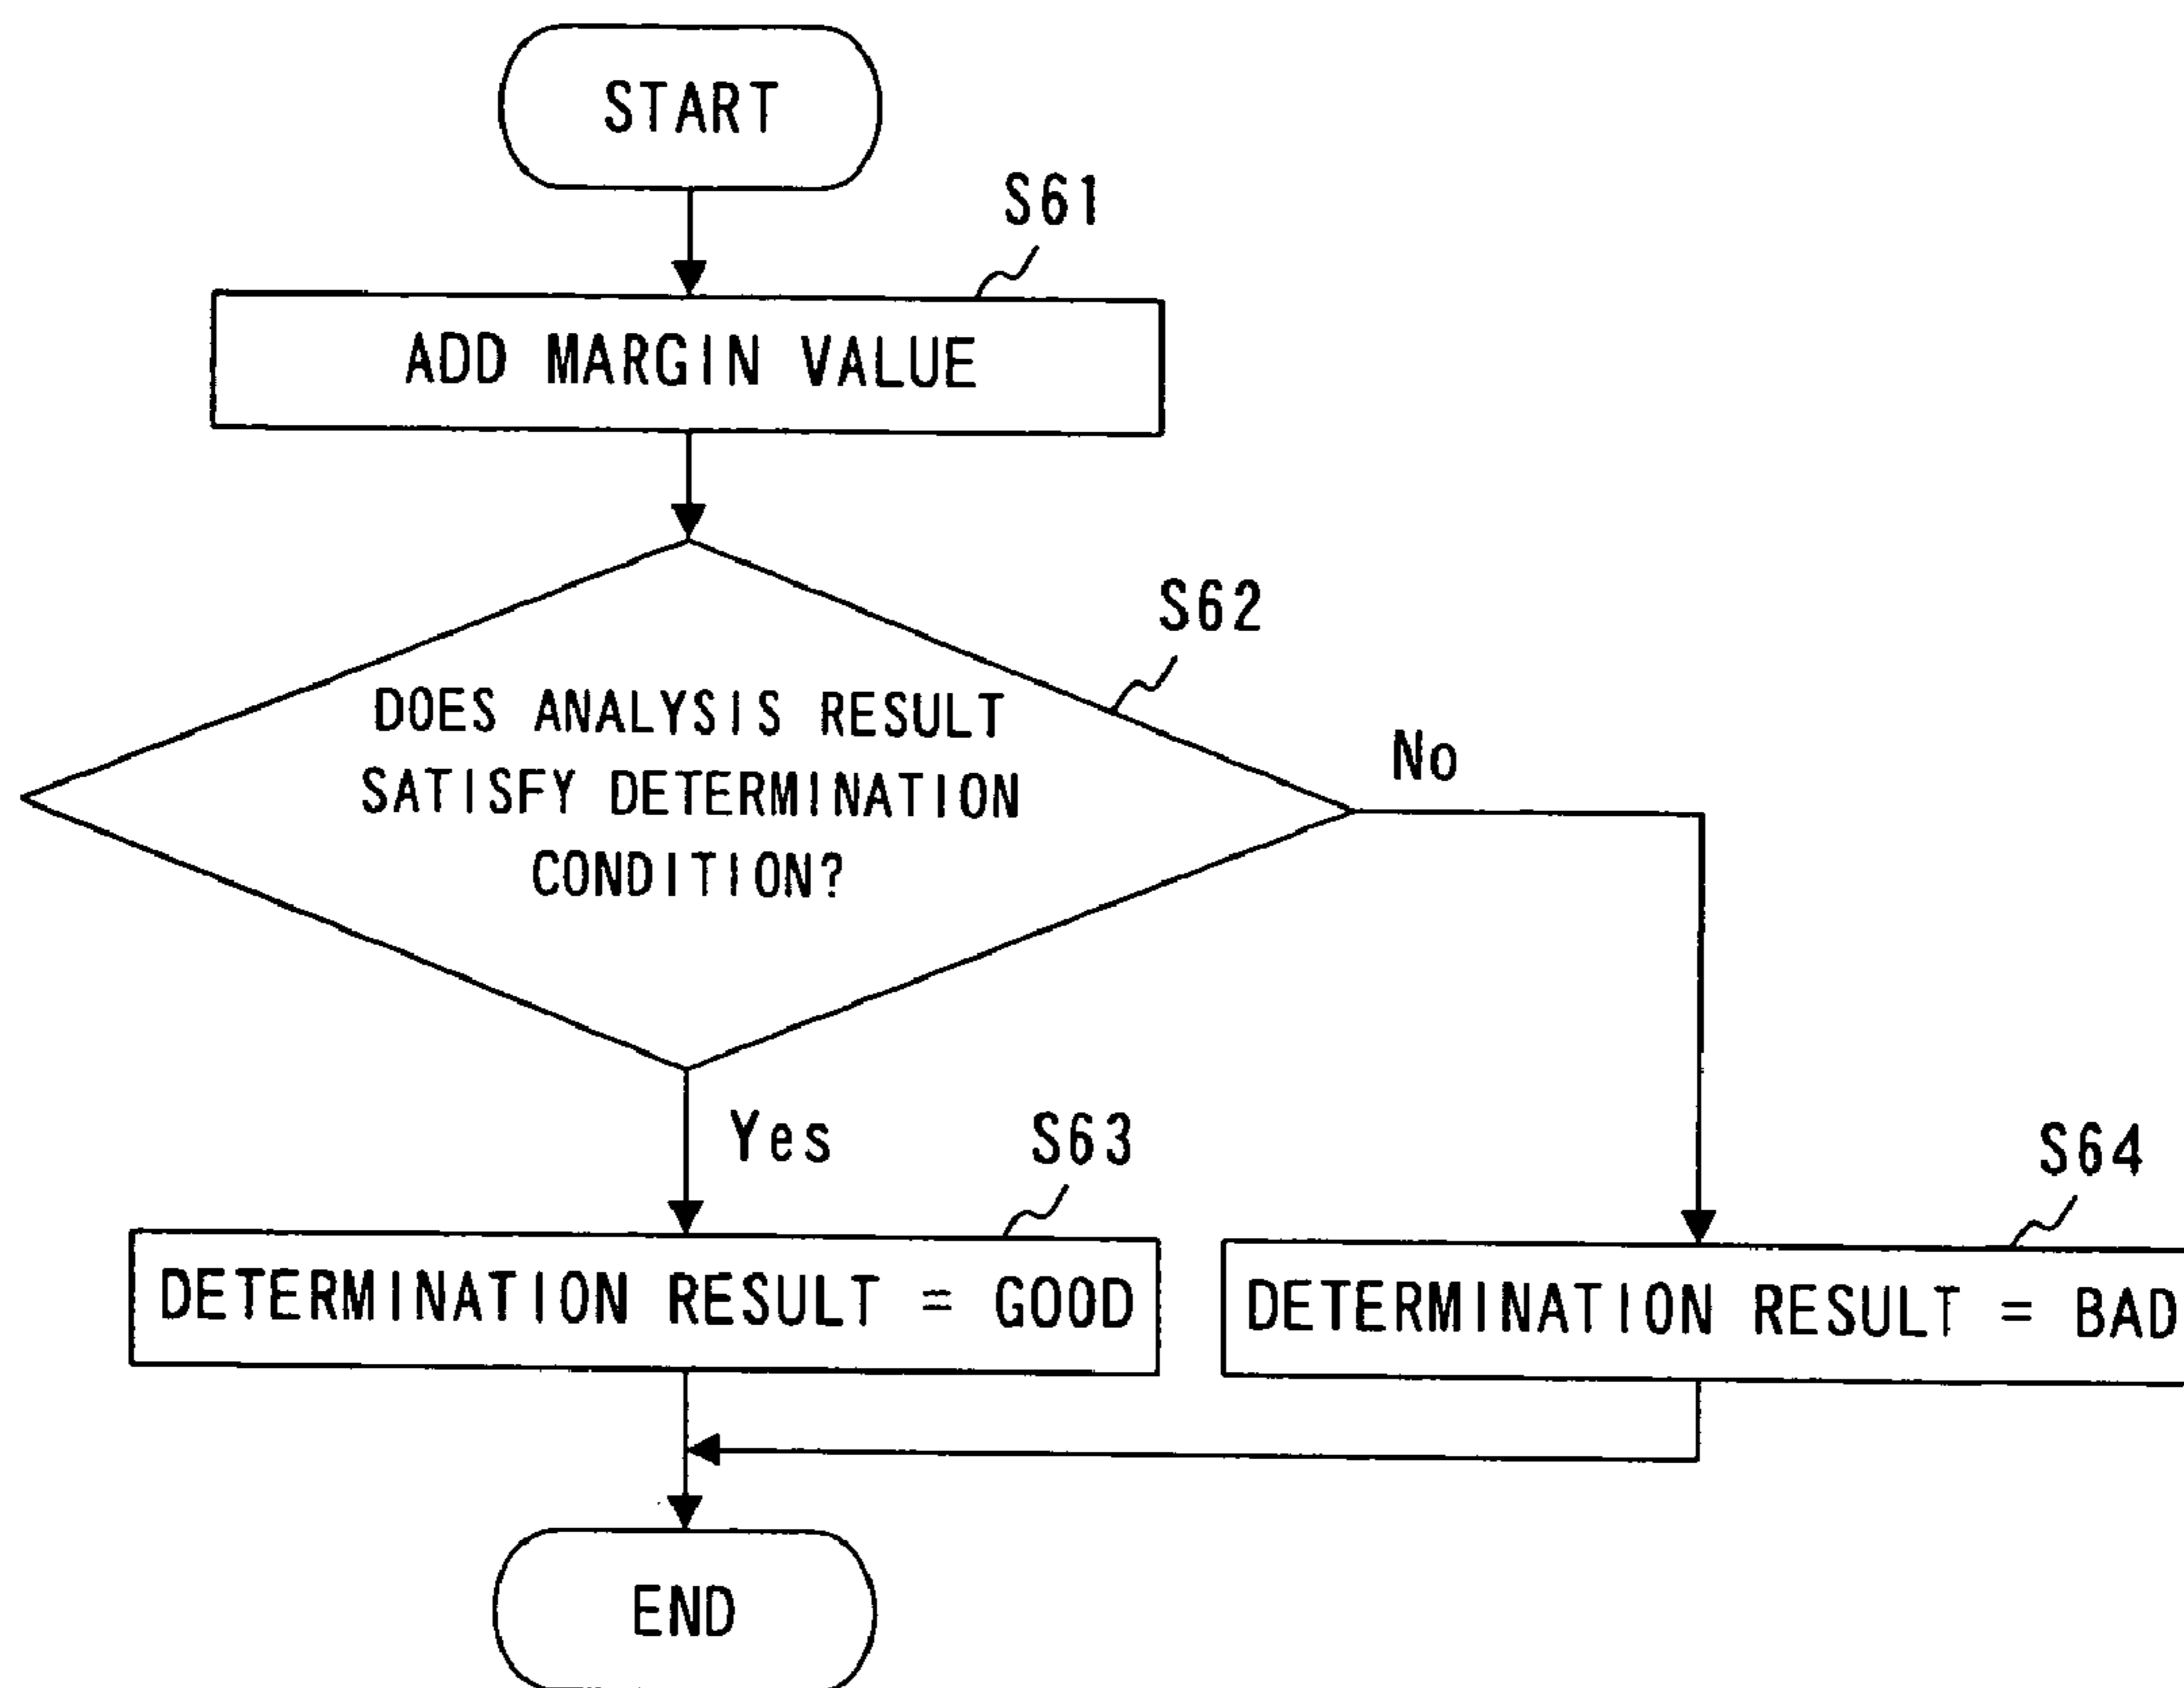 START
S61
ADD MARGIN VALUE
S62
DOES ANALYSIS RESULT
SATISFY DETERMINATION
CONDITION?
No
Yes
S63
S64
DETERMINATION RESULT = GOOD
DETERMINATION RESULT = BAD
END